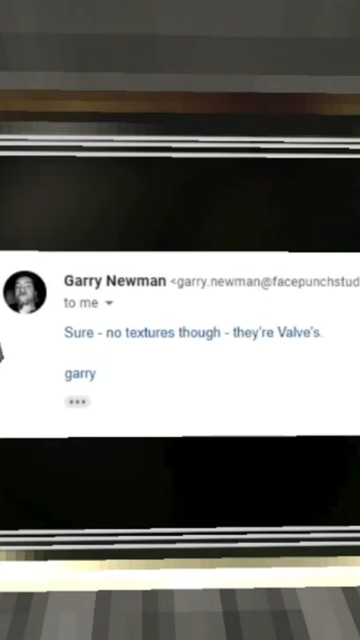 Garry Newman <garry.newman@facepunchstud
to me
Sure - no textures though - they're Valve's.
garry